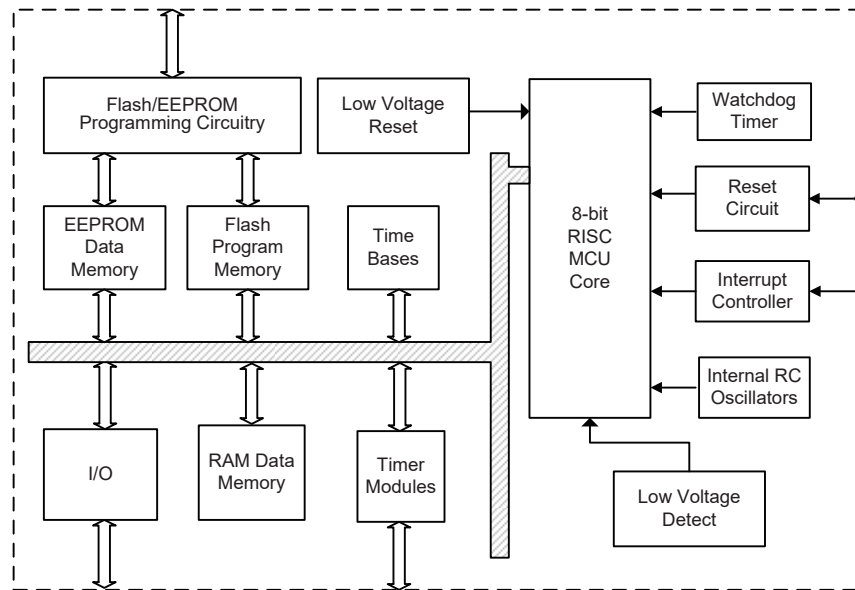 Flash/EEPROM
Programming Circuitry
Low Voltage
Reset
Watchdog
Timer
EEPROM
Data
Memory
Flash
Program
Memory
Time
Bases
8-bit
RISC
MCU
Core
Reset
Circuit
Interrupt
Controller
Internal RC
Oscillators
I/O
RAM Data
Memory
Timer
Modules
Low Voltage
Detect